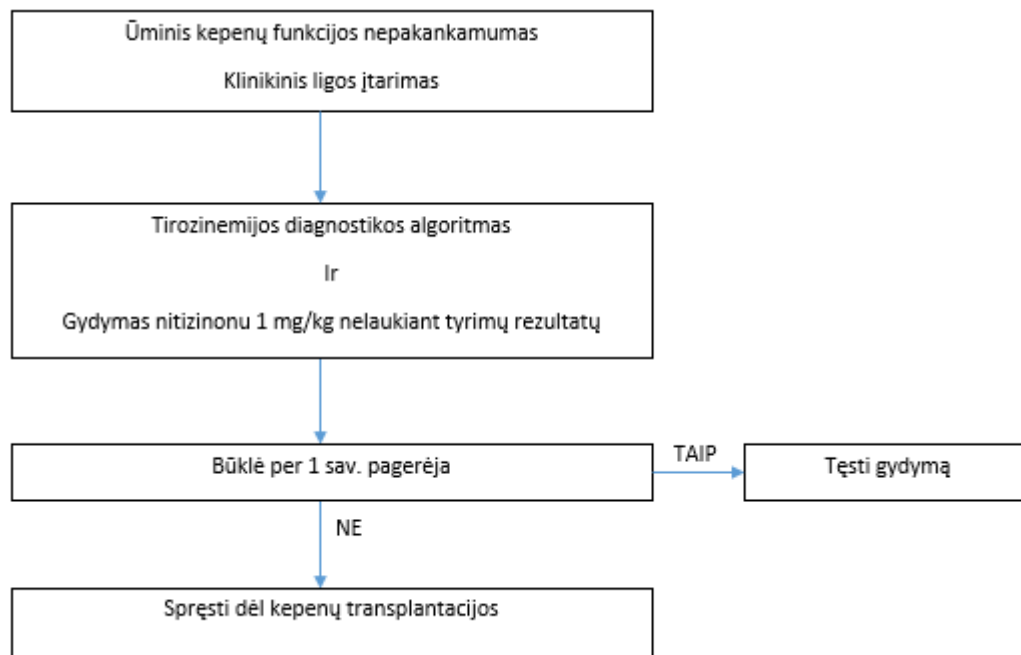 Ūminis kepenų funkcijos nepakankamumas
Klinikinis ligos įtarimas
Tirozinemijos diagnostikos algoritmas
Ir
Gydymas nitizinonu 1 mg/kg nelaukiant tyrimų rezultatų
Būklė per 1 sav. pagerėja
TAIP
Tęsti gydymą
NE
Spręsti dėl kepenų transplantacijos